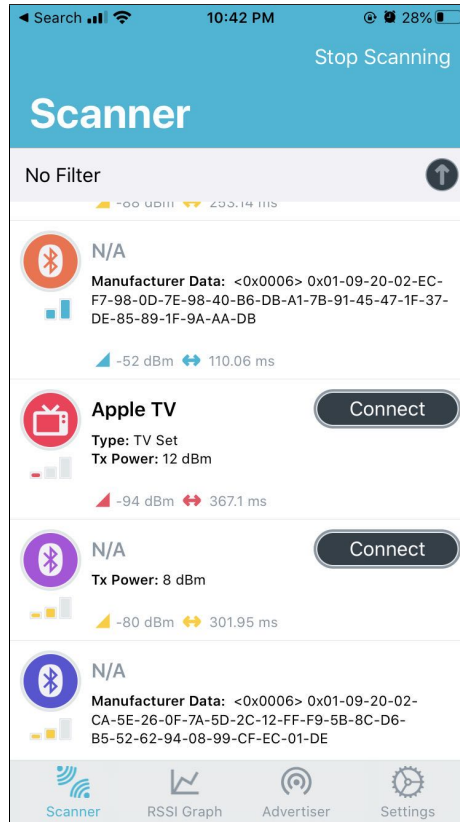 Search 10:42 PM 28%
Stop Scanning
Scanner
No Filter
-88 dBm 253.14 ms
N/A
Manufacturer Data: <0x0006> 0x01-09-20-02-EC-
F7-98-0D-7E-98-40-B6-DB-A1-7B-91-45-47-1F-37-
DE-85-89-1F-9A-AA-DB
-52 dBm 110.06 ms
Apple TV Connect
Type: TV Set
Tx Power: 12 dBm
-94 dBm 367.1 ms
N/A Connect
Tx Power: 8 dBm
-80 dBm 301.95 ms
N/A
Manufacturer Data: <0x0006> 0x01-09-20-02-
CA-5E-26-0F-7A-5D-2C-12-FF-F9-5B-8C-D6-
B5-52-62-94-08-99-CF-EC-01-DE
Scanner RSSI Graph Advertiser Settings